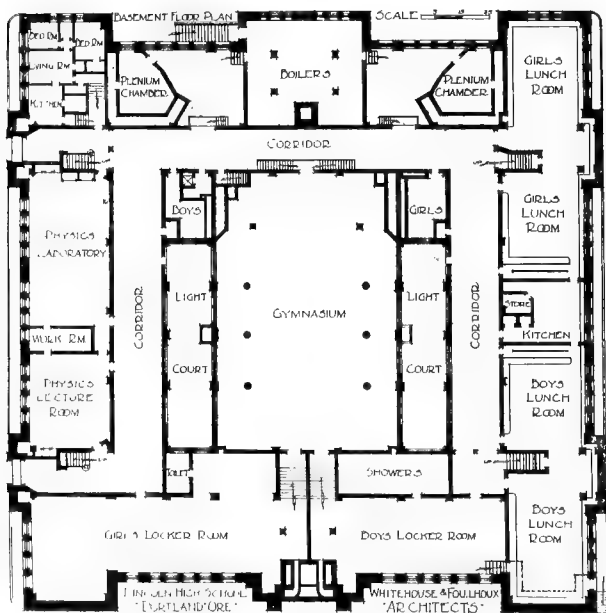 BASEMENT FLOOR PLAN
SCALE
BED RM
BED RM
LIVING RM
KITCHEN
PLENIUM
CHAMBER
BOILERS
PLENIUM
CHAMBER
GIRLS
LUNCH
ROOM
CORRIDOR
BOYS
GIRLS
GIRLS
LUNCH
ROOM
PHYSICS
LABORATORY
CORRIDOR
LIGHT
COURT
GYMNASIUM
LIGHT
COURT
CORRIDOR
STORE
KITCHEN
WORK RM
PHYSICS
LECTURE
ROOM
BOYS
LUNCH
ROOM
TOILET
SHOWERS
GIRLS LOCKER ROOM
BOYS LOCKER ROOM
BOYS
LUNCH
ROOM
LINCOLN HIGH SCHOOL
"PORTLAND ORE"
WHITEHOUSE & FOUILHOUX
"ARCHITECTS"